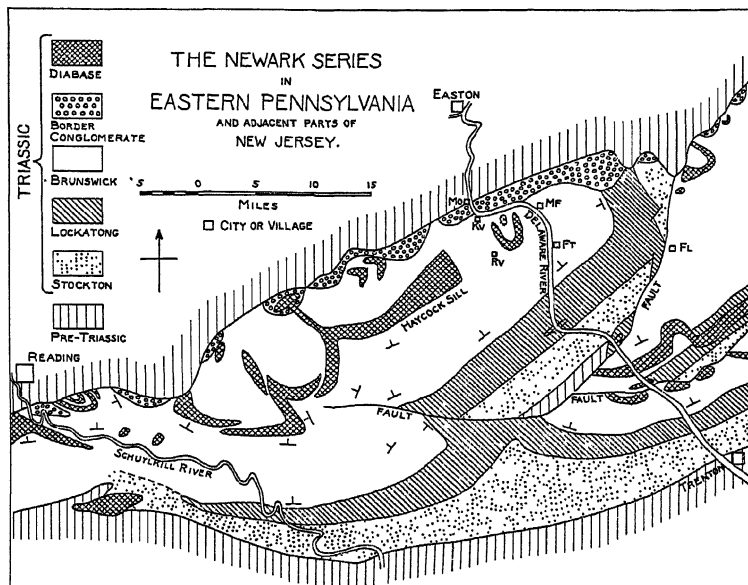 THE NEWARK SERIES
IN
EASTERN PENNSYLVANIA
AND ADJACENT PARTS OF
NEW JERSEY.
TRIASSIC
DIABASE
BORDER
CONGLOMERATE
BRUNSWICK
LOCKATONG
STOCKTON
PRE-TRIASSIC
5 0 5 10 15
MILES
CITY OR VILLAGE
EASTON
MO
KV
MF
DELAWARE RIVER
RV
FT
FL
FAULT
HAYCOCK SILL
READING
FAULT
FAULT
SCHUYLKILL RIVER
TRENTON